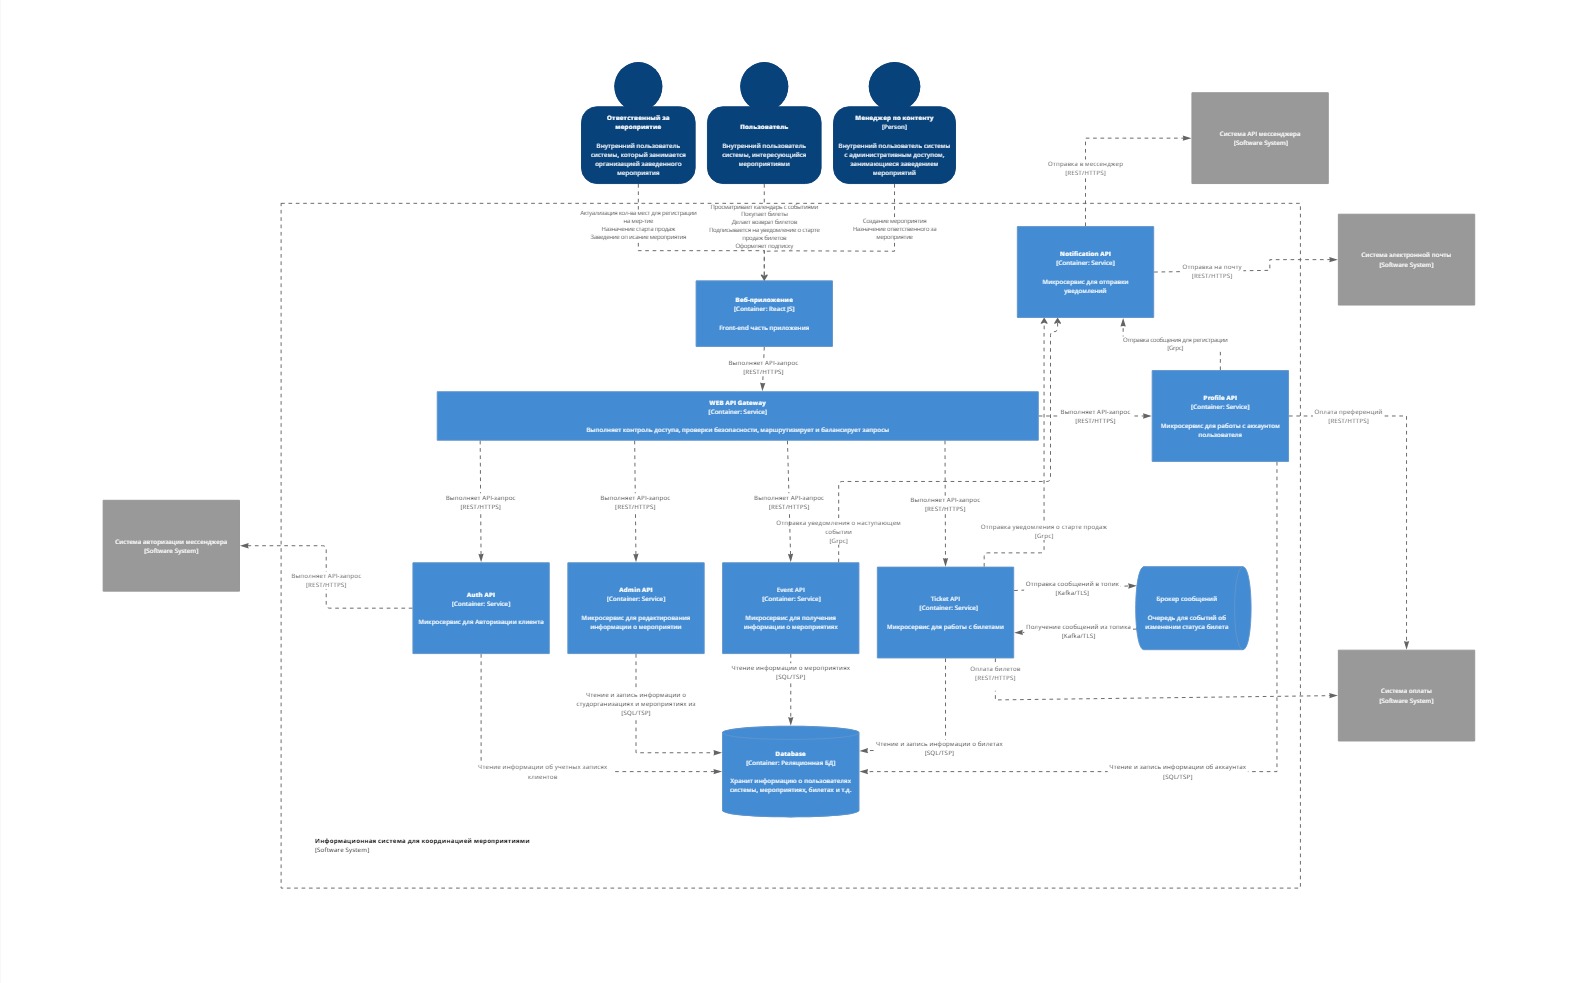 Ответственный за
мероприятие
Внутренний пользователь
системы, который занимается
организацией заведенного
мероприятия
Пользователь
Внутренний пользователь
системы, интересующийся
мероприятиями
Менеджер по контенту
[Person]
Внутренний пользователь системы
с административным доступом,
занимающиеся заведением
мероприятий
Система API мессенджера
[Software System]
Отправка в мессенджер
[REST/HTTPS]
Актуализация кол-ва мест для регистрации
на мер-тие
Назначение старта продаж
Заведение описание мероприятия
Просматривает календарь с событиями
Покупает билеты
Делает возврат билетов
Подписывается на уведомление о старте
продаж билетов
Оформляет подписку
Создание мероприятия
Назначение ответственного за
мероприятие
Notification API
[Container: Service]
Микросервис для отправки
уведомлений
Отправка на почту
[REST/HTTPS]
Система электронной почты
[Software System]
Веб-приложение
[Container: React JS]
Front-end часть приложения
Отправка сообщения для регистрации
[Grpc]
Выполняет API-запрос
[REST/HTTPS]
WEB API Gateway
[Container: Service]
Выполняет контроль доступа, проверки безопасности, маршрутизирует и балансирует запросы
Выполняет API-запрос
[REST/HTTPS]
Profile API
[Container: Service]
Микросервис для работы с аккаунтом
пользователя
Оплата преференций
[REST/HTTPS]
Выполняет API-запрос
[REST/HTTPS]
Выполняет API-запрос
[REST/HTTPS]
Выполняет API-запрос
[REST/HTTPS]
Выполняет API-запрос
[REST/HTTPS]
Отправка уведомления о наступающем
событии
[Grpc]
Отправка уведомления о старте продаж
[Grpc]
Система авторизации мессенджера
[Software System]
Выполняет API-запрос
[REST/HTTPS]
Auth API
[Container: Service]
Микросервис для Авторизации клиента
Admin API
[Container: Service]
Микросервис для редактирования
информации о мероприятии
Event API
[Container: Service]
Микросервис для получения
информации о мероприятиях
Ticket API
[Container: Service]
Микросервис для работы с билетами
Отправка сообщений в топик
[Kafka/TLS]
Получение сообщений из топика
[Kafka/TLS]
Брокер сообщений
Очередь для событий об
изменении статуса билета
Чтение информации о мероприятиях
[SQL/TSP]
Оплата билетов
[REST/HTTPS]
Чтение и запись информации о
студорганизациях и мероприятиях из
[SQL/TSP]
Система оплаты
[Software System]
Чтение и запись информации о билетах
[SQL/TSP]
Database
[Container: Реляционная БД]
Хранит информацию о пользователях
системы, мероприятиях, билетах и т.д.
Чтение информации об учетных записях
клиентов
Чтение и запись информации об аккаунтах
[SQL/TSP]
Информационная система для координацией мероприятиями
[Software System]